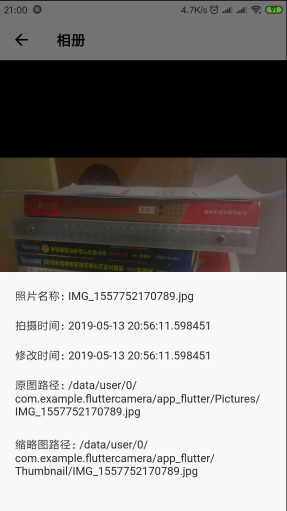 21:00
4.7K/s
91
相册
照片名称：IMG_1557752170789.jpg
拍摄时间：2019-05-13 20:56:11.598451
修改时间：2019-05-13 20:56:11.598451
原图路径：/data/user/0/
com.example.fluttercamera/app_flutter/Pictures/
IMG_1557752170789.jpg
缩略图路径：/data/user/0/
com.example.fluttercamera/app_flutter/
Thumbnail/IMG_1557752170789.jpg